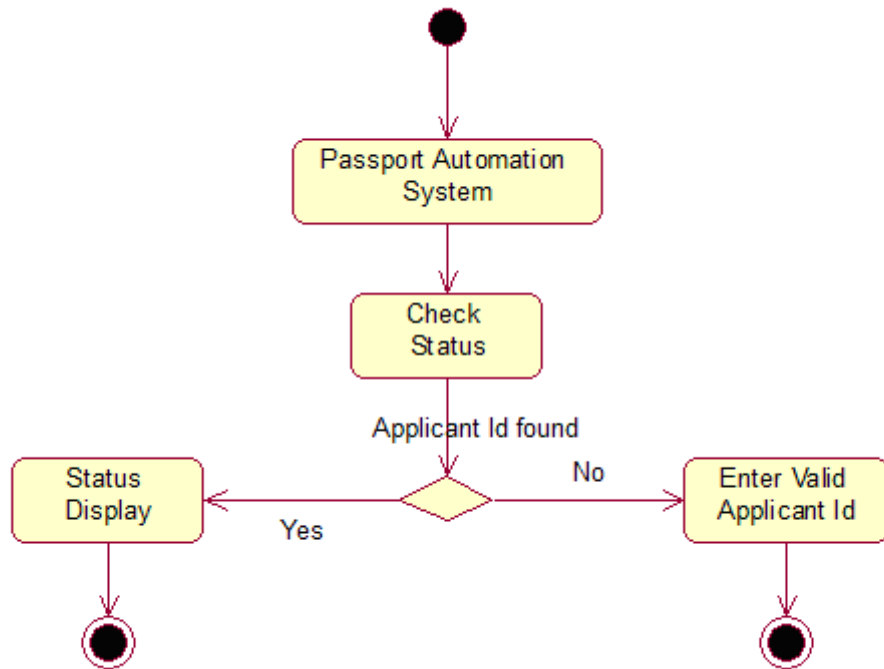 Passport Automation
System
Check
Status
Applicant Id found
Status
Display
Yes
No
Enter Valid
Applicant Id